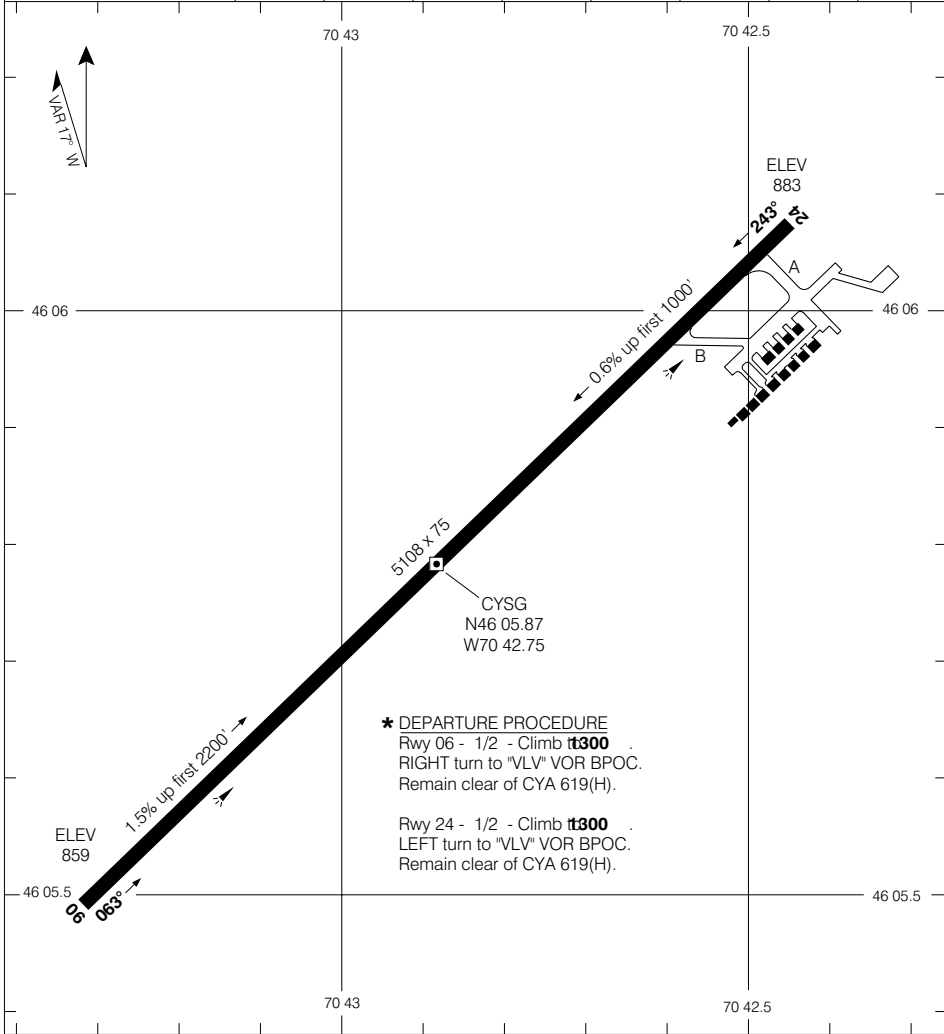 70 43
70 42.5
VAR 17° W
ELEV
883
24
243°
A
46 06
46 06
0.6% up first 1000'
B
5108 x 75
CYSG
N46 05.87
W70 42.75
* DEPARTURE PROCEDURE
Rwy 06 - 1/2 - Climb to 1300 .
RIGHT turn to "VLV" VOR BPOC.
Remain clear of CYA 619(H).
Rwy 24 - 1/2 - Climb to 1300 .
LEFT turn to "VLV" VOR BPOC.
Remain clear of CYA 619(H).
1.5% up first 2200'
ELEV
859
46 05.5
46 05.5
06
063°
70 43
70 42.5